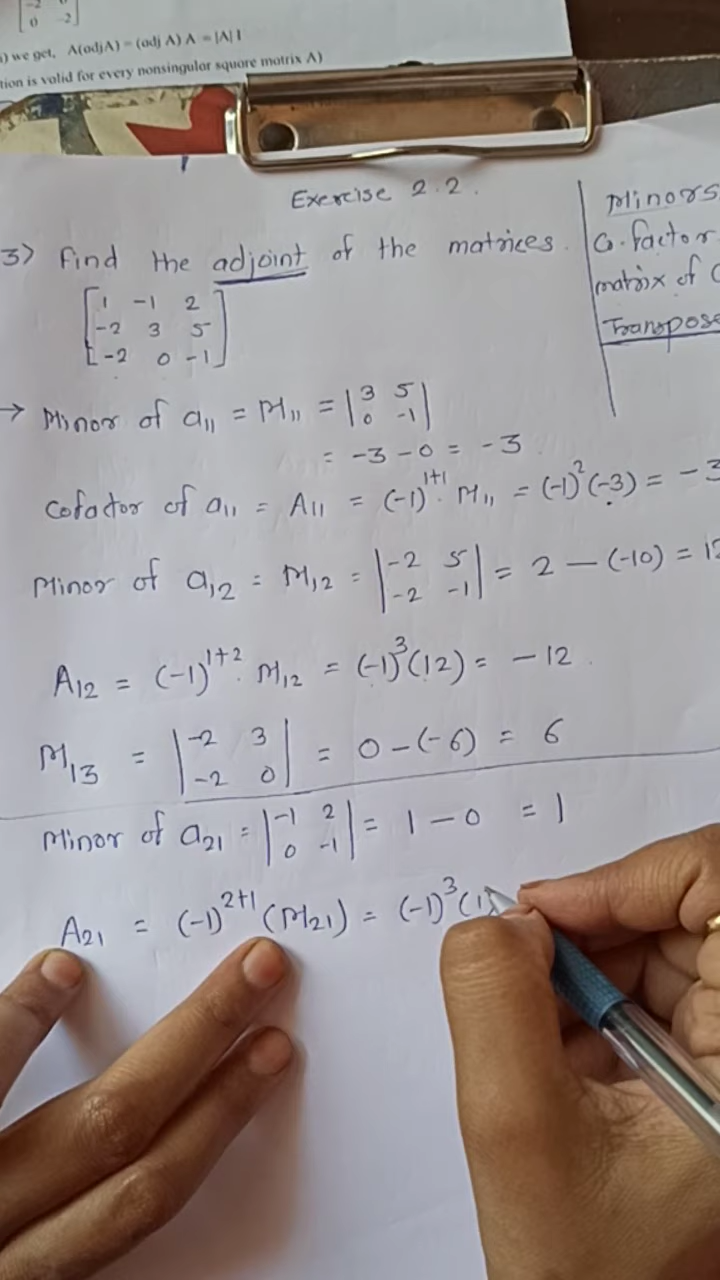 -2
0 -2
) we get, A(adjA) = (adj A) A = |A| I
tion is valid for every nonsingular square matrix A)
Exercise 2.2.
3) Find the adjoint of the matrices.
1 -1 2
-2 3 5
-2 0 -1
Minors
Co.factor
matrix of C
Transpose
→ Minor of a₁₁ = M₁₁ = |3 5|
|0 -1|
= -3 - 0 = -3.
Cofactor of a₁₁ = A₁₁ = (-1)¹⁺¹. M₁₁ = (-1)²(-3) = -3
Minor of a₁₂ = M₁₂ = |-2 5| = 2 - (-10) = 12
|-2 -1|
A₁₂ = (-1)¹⁺². M₁₂ = (-1)³(12) = -12.
M₁₃ = |-2 3| = 0 - (-6) = 6
|-2 0|
Minor of a₂₁ = |-1 2| = 1 - 0 = 1
|0 -1|
A₂₁ = (-1)²⁺¹ (M₂₁) = (-1)³(1)